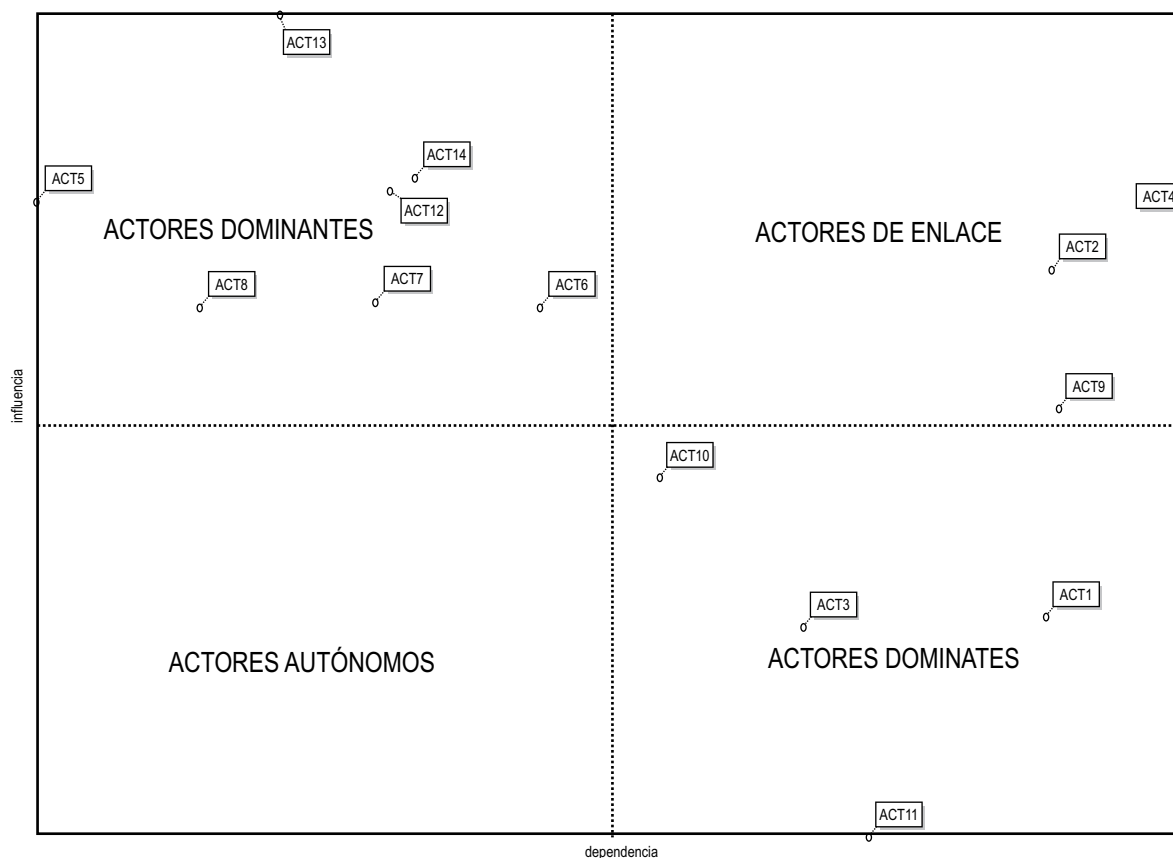 ACT13
ACT14
ACT5
ACT4
ACT12
ACTORES DOMINANTES
ACTORES DE ENLACE
ACT2
ACT8
ACT7
ACT6
influencia
ACT9
ACT10
ACT3
ACT1
ACTORES AUTÓNOMOS
ACTORES DOMINATES
ACT11
dependencia